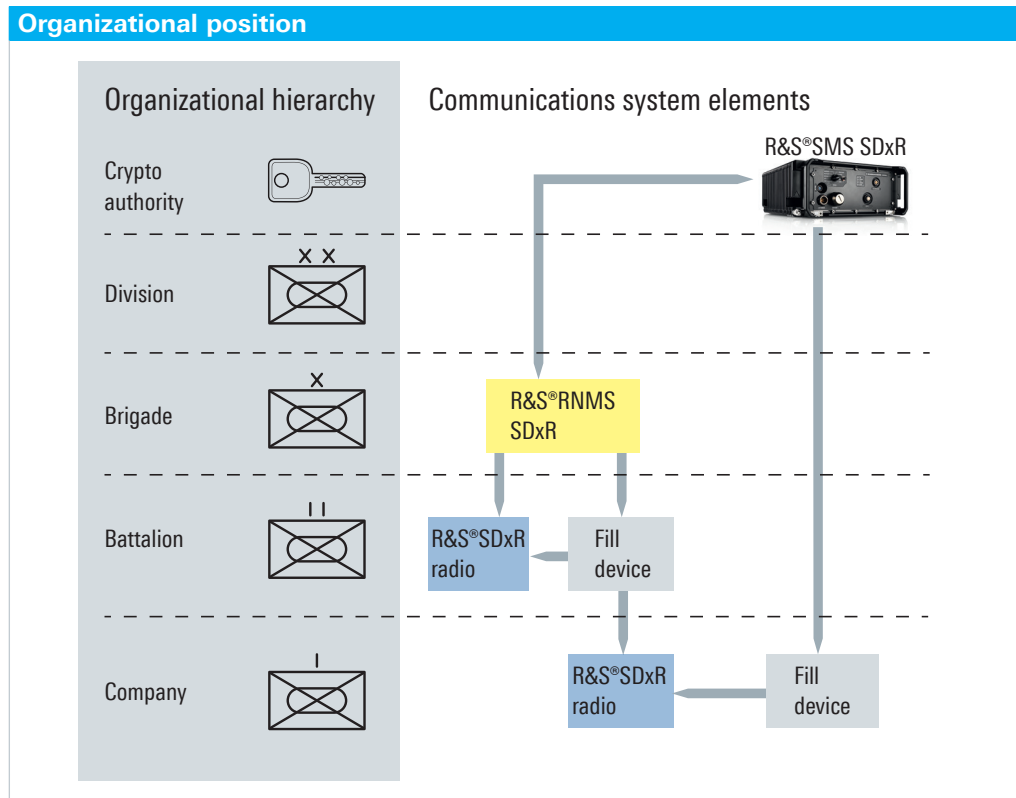 Organizational position
Organizational hierarchy
Communications system elements
R&S®SMS SDxR
Crypto
authority
Division
Brigade
R&S®RNMS
SDxR
Battalion
R&S®SDxR
radio
Fill
device
Company
R&S®SDxR
radio
Fill
device